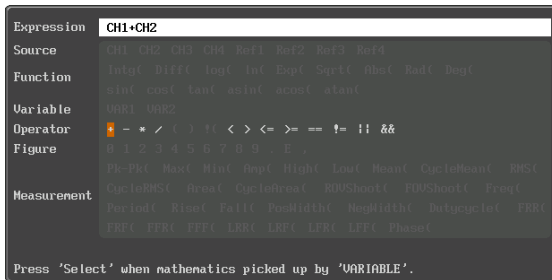 Expression CH1+CH2
Source CH1 CH2 CH3 CH4 Ref1 Ref2 Ref3 Ref4
Function Intg( Diff( log( ln( Exp( Sqrt( Abs( Rad( Deg(
sin( cos( tan( asin( acos( atan(
Variable VAR1 VAR2
Operator + - * / ( ) !( < > <= >= == != || &&
Figure 0 1 2 3 4 5 6 7 8 9 E .
Pk-Pk( Max( Min( Amp( High( Low( Mean( CycleMean( RMS(
Measurement CycleRMS( Area( CycleArea( ROVShoot( FOVShoot( Freq(
Period( Rise( Fall( PosWidth( NegWidth( Dutycycle( FRR(
FRF( FFR( FFF( LRR( LRF( LFR( LFF( Phase(
Press 'Select' when mathematics picked up by 'VARIABLE'.